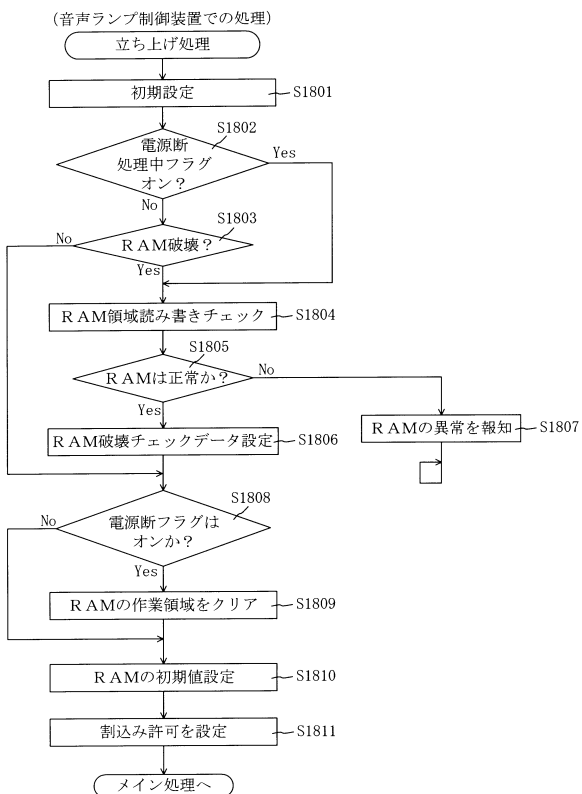 （音声ランプ制御装置での処理）
立ち上げ処理
初期設定
S1801
S1802
電源断
処理中フラグ
オン？
Yes
No
S1803
ＲＡＭ破壊？
No
Yes
ＲＡＭ領域読み書きチェック
S1804
S1805
ＲＡＭは正常か？
No
Yes
ＲＡＭ破壊チェックデータ設定
S1806
ＲＡＭの異常を報知
S1807
S1808
電源断フラグは
オンか？
No
Yes
ＲＡＭの作業領域をクリア
S1809
ＲＡＭの初期値設定
S1810
割込み許可を設定
S1811
メイン処理へ